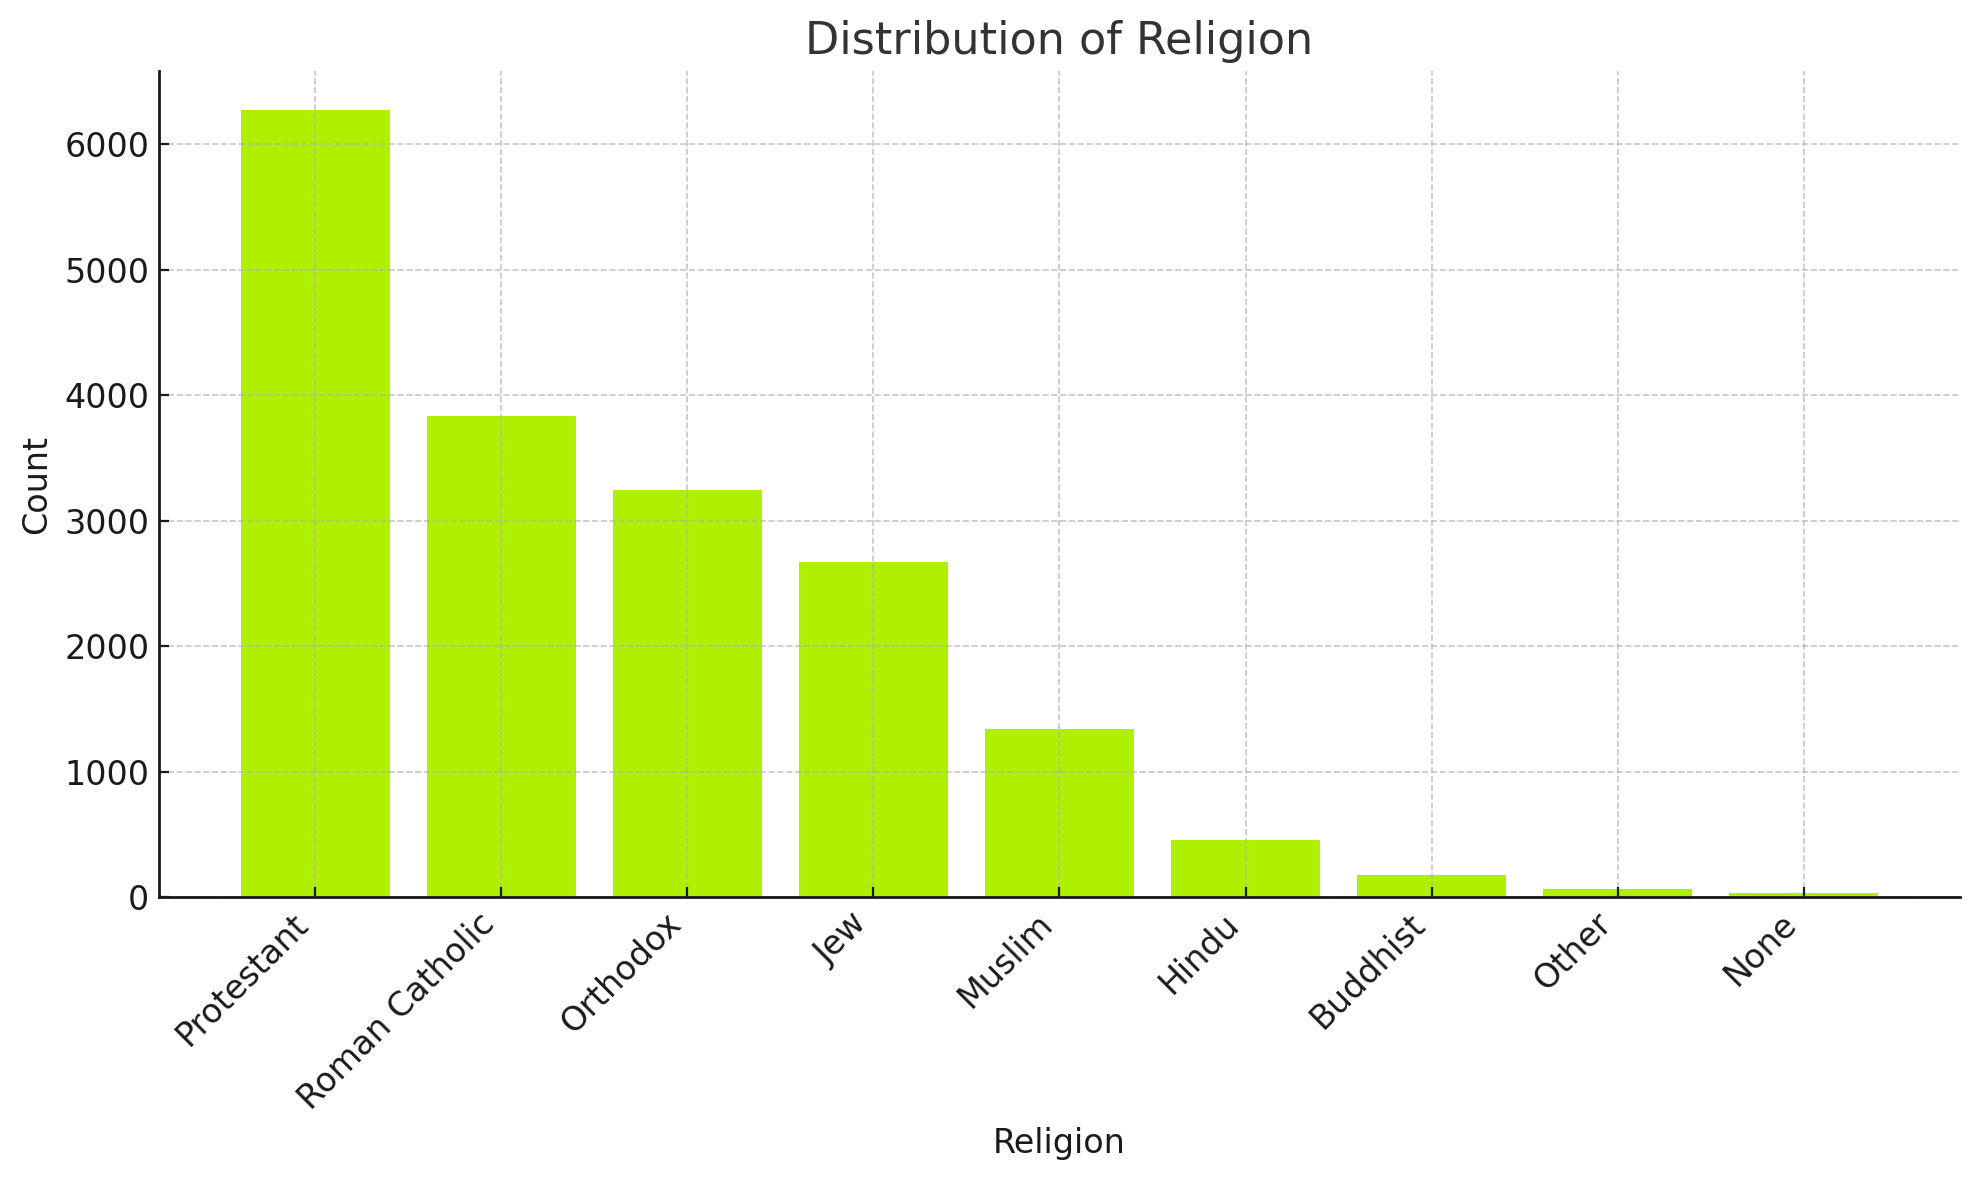 Distribution of Religion
6000
5000
4000
3000
2000
1000
0
Count
Protestant
Roman Catholic
Orthodox
Jew
Muslim
Hindu
Buddhist
Other
None
Religion